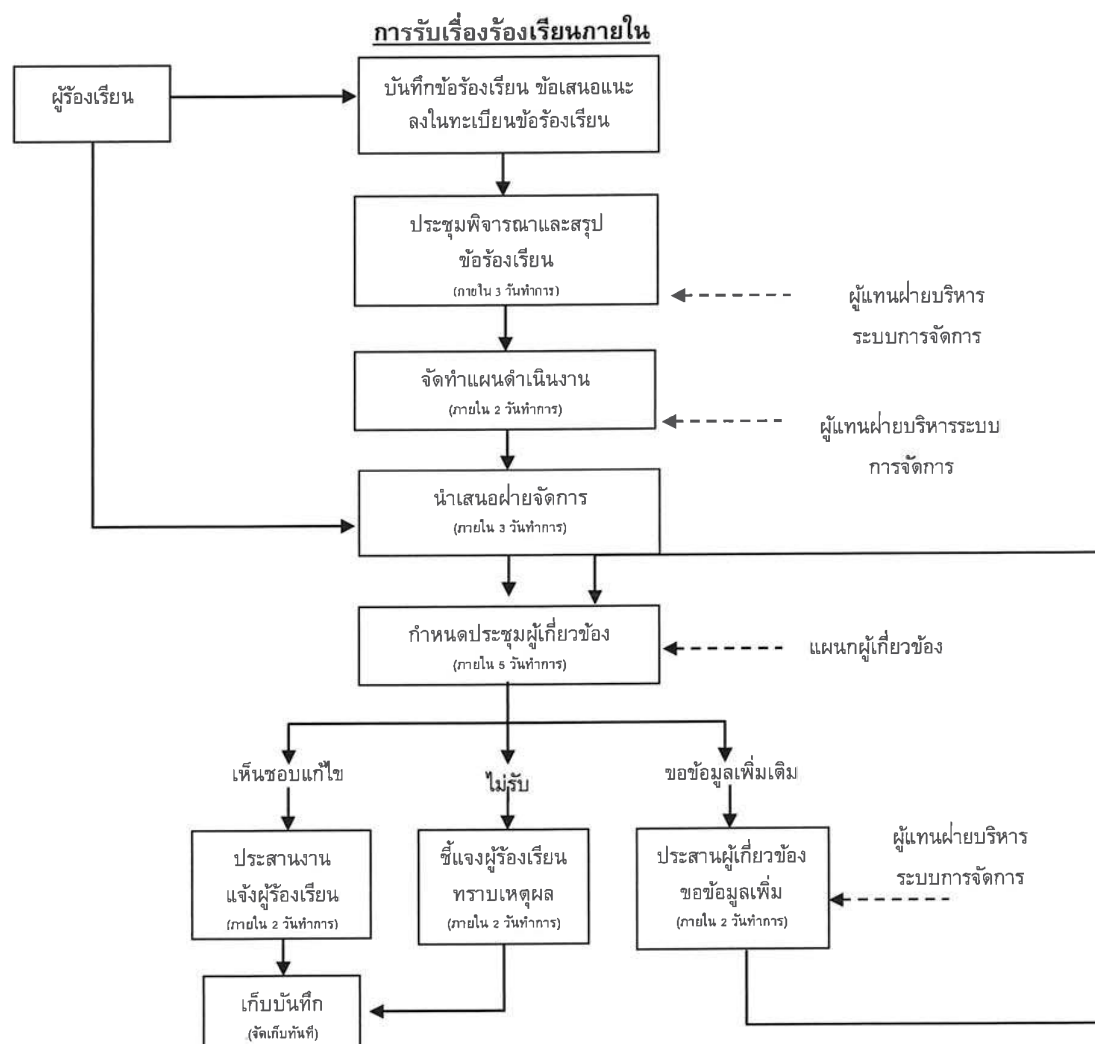 การรับเรื่องร้องเรียนภายใน
ผู้ร้องเรียน
บันทึกข้อร้องเรียน ข้อเสนอแนะ
ลงในทะเบียนข้อร้องเรียน
ประชุมพิจารณาและสรุป
ข้อร้องเรียน
(ภายใน 3 วันทำการ)
ผู้แทนฝ่ายบริหาร
ระบบการจัดการ
จัดทำแผนดำเนินงาน
(ภายใน 2 วันทำการ)
ผู้แทนฝ่ายบริหารระบบ
การจัดการ
นำเสนอฝ่ายจัดการ
(ภายใน 3 วันทำการ)
กำหนดประชุมผู้เกี่ยวข้อง
(ภายใน 5 วันทำการ)
แผนกผู้เกี่ยวข้อง
เห็นชอบแก้ไข
ไม่รับ
ขอข้อมูลเพิ่มเติม
ประสานงาน
แจ้งผู้ร้องเรียน
(ภายใน 2 วันทำการ)
ชี้แจงผู้ร้องเรียน
ทราบเหตุผล
(ภายใน 2 วันทำการ)
ประสานผู้เกี่ยวข้อง
ขอข้อมูลเพิ่ม
(ภายใน 2 วันทำการ)
ผู้แทนฝ่ายบริหาร
ระบบการจัดการ
เก็บบันทึก
(จัดเก็บทันที)